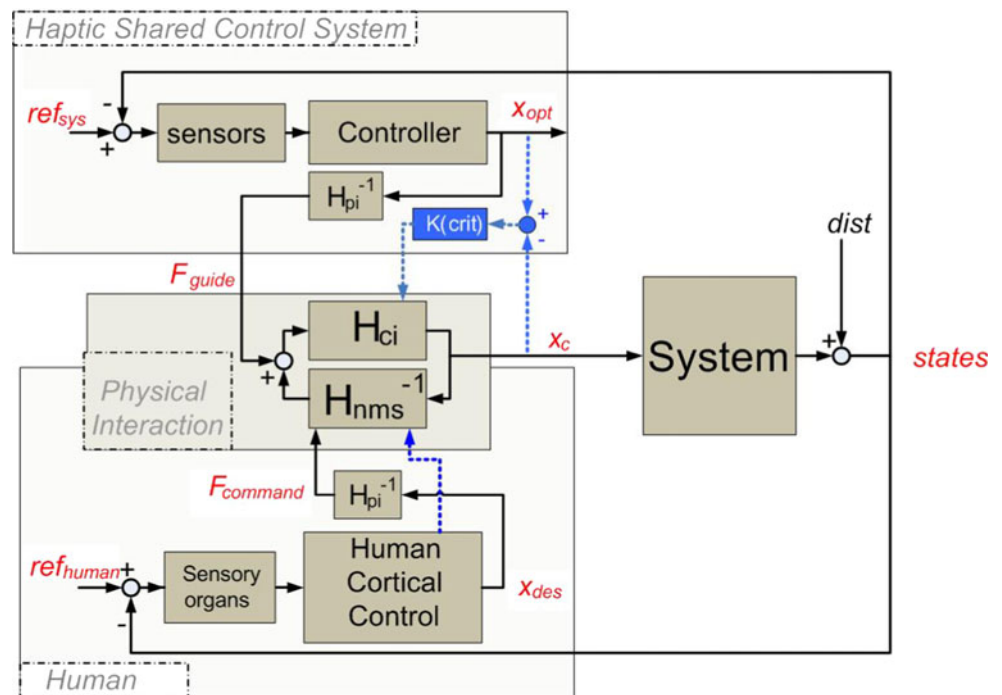 Haptic Shared Control System
ref_sys
-
+
sensors
Controller
x_opt
H_pi^-1
K(crit)
+
-
dist
F_guide
H_ci
x_c
System
+
states
+
H_nms^-1
Physical
Interaction
F_command
H_pi^-1
ref_human
+
-
Sensory
organs
Human
Cortical
Control
x_des
Human